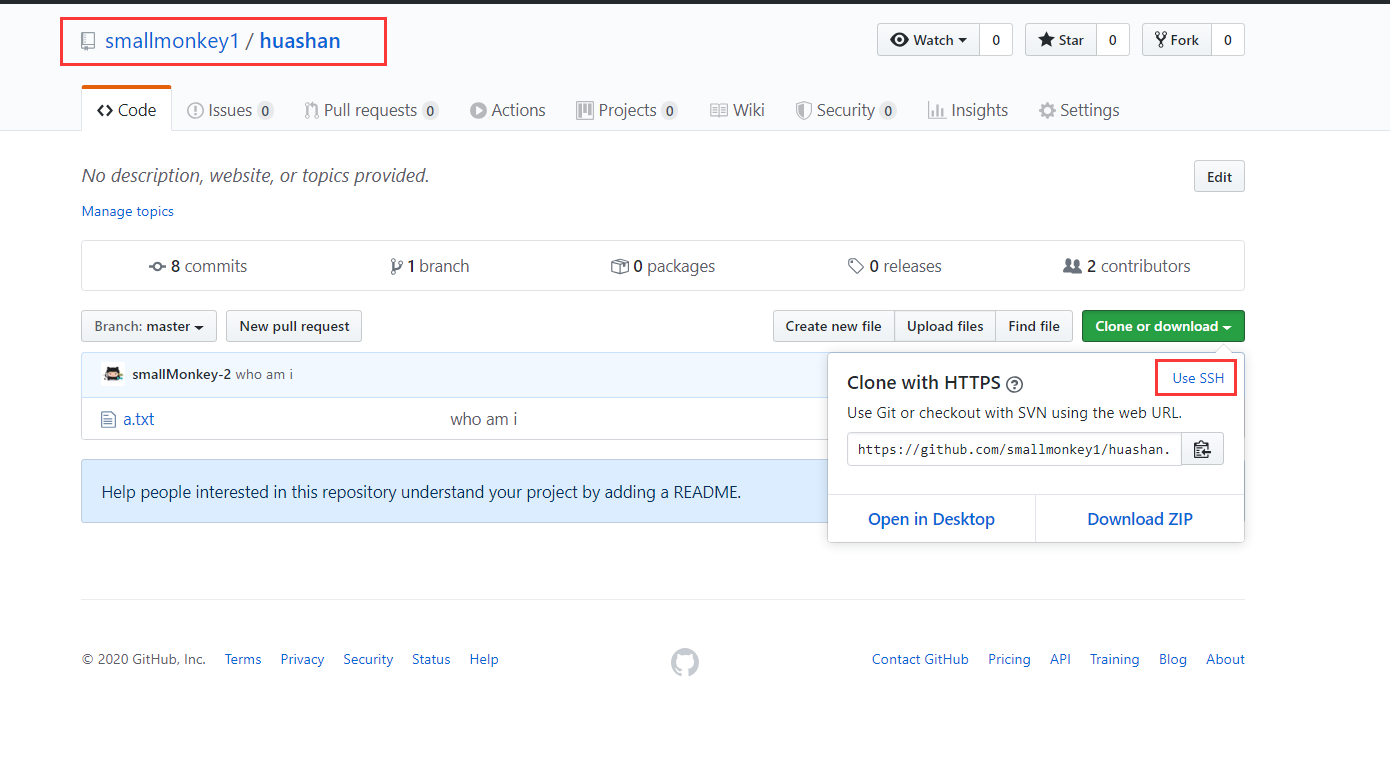 smallmonkey1 / huashan
Watch 0 Star 0 Fork 0
Code Issues 0 Pull requests 0 Actions Projects 0 Wiki Security 0 Insights Settings
No description, website, or topics provided. Edit
Manage topics
8 commits 1 branch 0 packages 0 releases 2 contributors
Branch: master New pull request Create new file Upload files Find file Clone or download
smallMonkey-2 who am i
a.txt who am i
Help people interested in this repository understand your project by adding a README.
Clone with HTTPS ? Use SSH
Use Git or checkout with SVN using the web URL.
https://github.com/smallmonkey1/huashan.
Open in Desktop Download ZIP
© 2020 GitHub, Inc. Terms Privacy Security Status Help Contact GitHub Pricing API Training Blog About